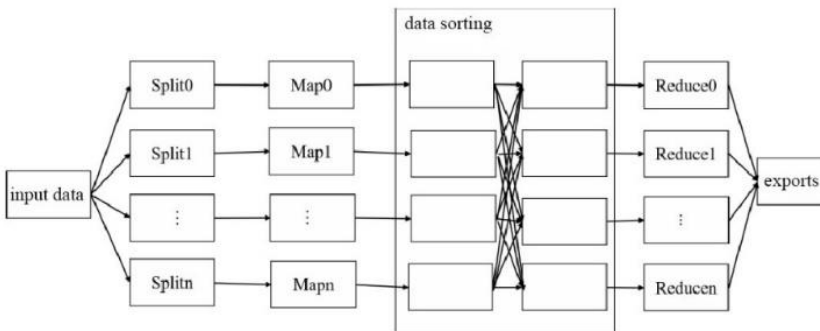 data sorting
Split0
Map0
Reduce0
Split1
Map1
Reduce1
input data
exports
⋮
⋮
⋮
Splitn
Mapn
Reducen